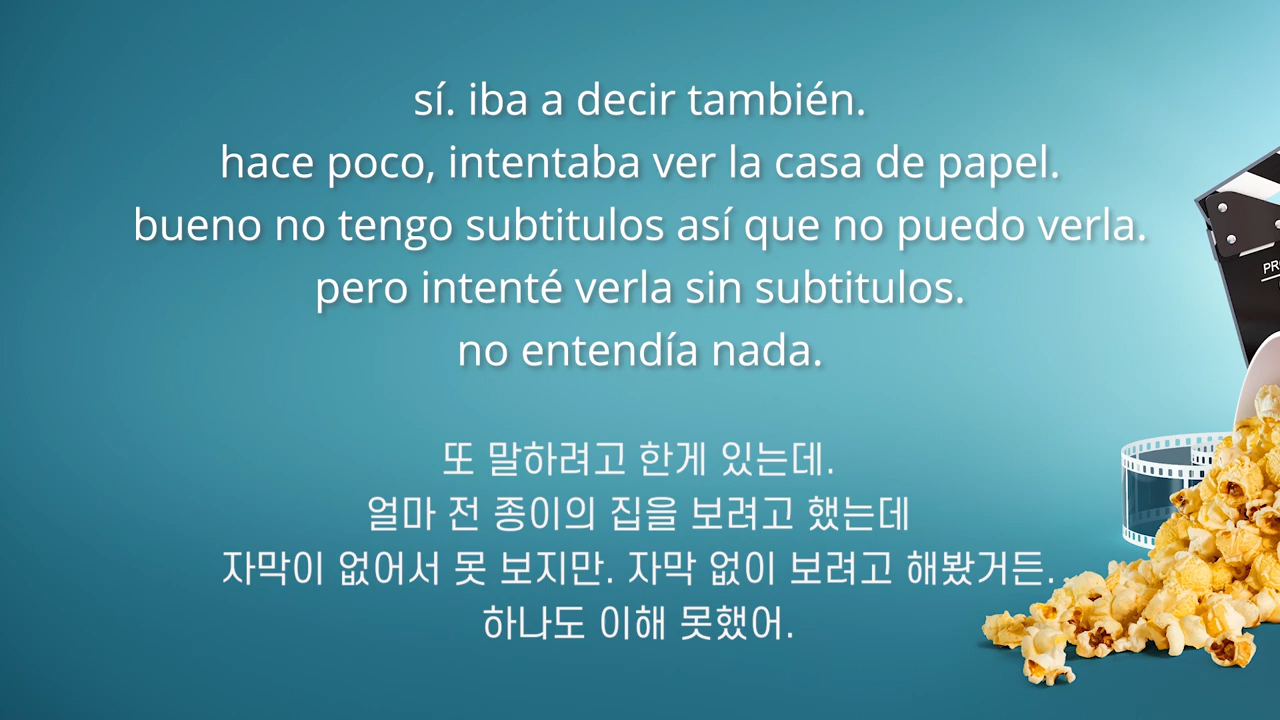 sí. iba a decir también.
hace poco, intentaba ver la casa de papel.
bueno no tengo subtitulos así que no puedo verla.
pero intenté verla sin subtitulos.
no entendía nada.
또 말하려고 한게 있는데.
얼마 전 종이의 집을 보려고 했는데
자막이 없어서 못 보지만. 자막 없이 보려고 해봤거든.
하나도 이해 못했어.